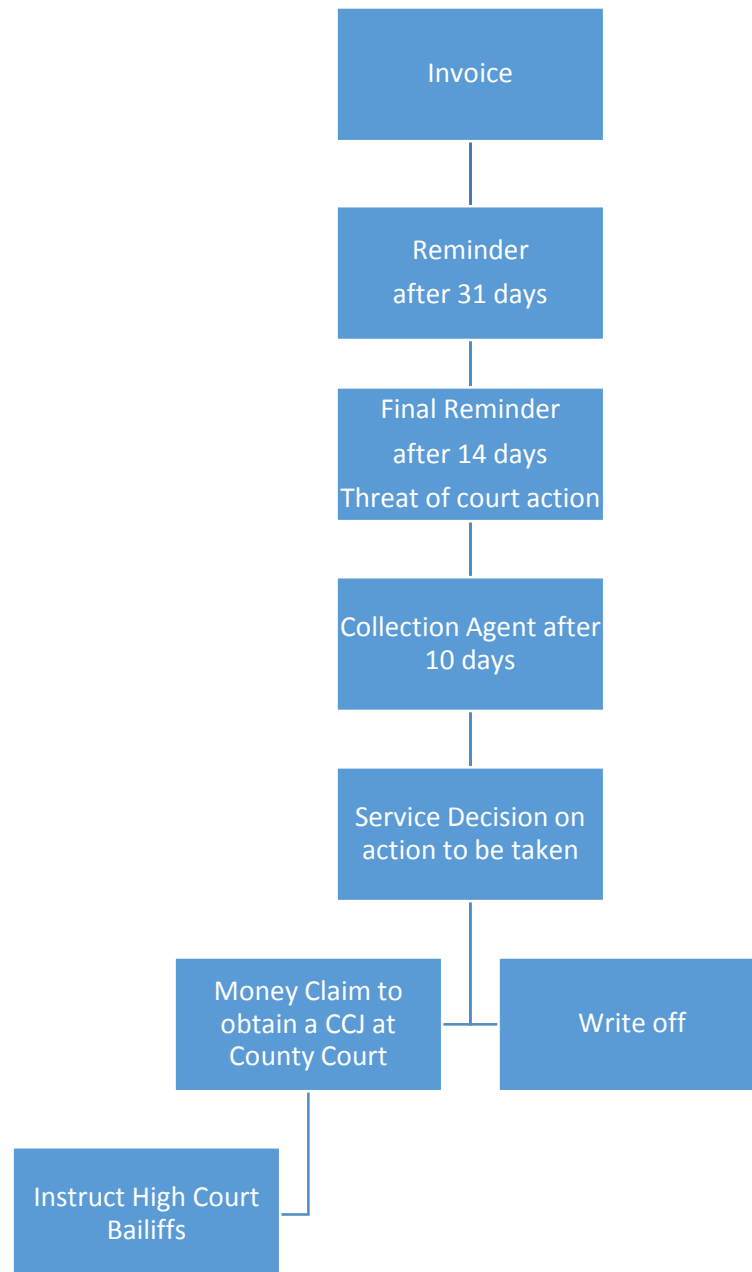 Invoice
Reminder
after 31 days
Final Reminder
after 14 days
Threat of court action
Collection Agent after
10 days
Service Decision on
action to be taken
Money Claim to
obtain a CCJ at
County Court
Write off
Instruct High Court
Bailiffs